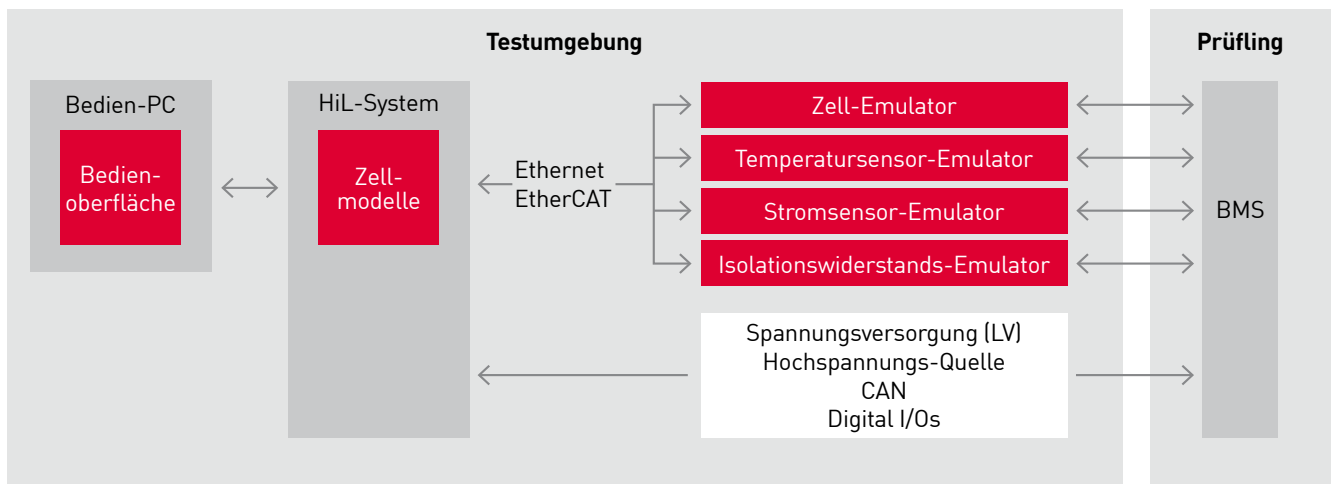 Testumgebung
Prüfling
Bedien-PC
Bedien-
oberfläche
HiL-System
Zell-
modelle
Ethernet
EtherCAT
Zell-Emulator
Temperatursensor-Emulator
Stromsensor-Emulator
Isolationswiderstands-Emulator
Spannungsversorgung (LV)
Hochspannungs-Quelle
CAN
Digital I/Os
BMS